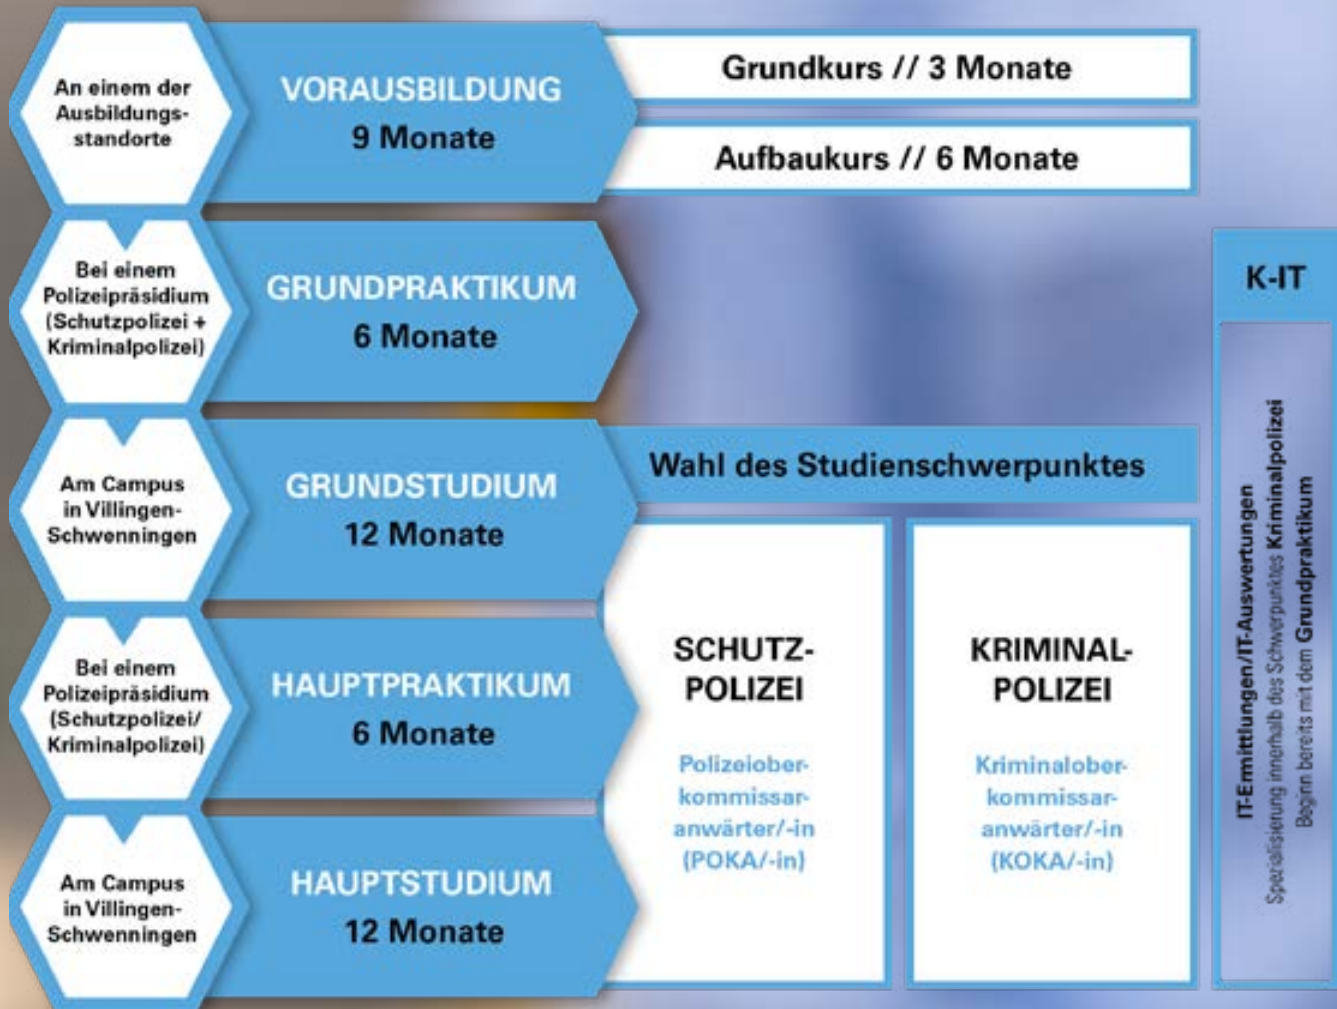 An einem der
Ausbildungs-
standorte
VORAUSBILDUNG
9 Monate
Grundkurs // 3 Monate
Aufbaukurs // 6 Monate
Bei einem
Polizeipräsidium
(Schutzpolizei +
Kriminalpolizei)
GRUNDPRAKTIKUM
6 Monate
Am Campus
in Villingen-
Schwenningen
GRUNDSTUDIUM
12 Monate
Wahl des Studienschwerpunktes
Bei einem
Polizeipräsidium
(Schutzpolizei/
Kriminalpolizei)
HAUPTPRAKTIKUM
6 Monate
Am Campus
in Villingen-
Schwenningen
HAUPTSTUDIUM
12 Monate
SCHUTZ-
POLIZEI
Polizeiober-
kommissar-
anwärter/-in
(POKA/-in)
KRIMINAL-
POLIZEI
Kriminalober-
kommissar-
anwärter/-in
(KOKA/-in)
K-IT
IT-Ermittlungen/IT-Auswertungen
Spezialisierung innerhalb des Schwerpunktes Kriminalpolizei
Beginn bereits mit dem Grundpraktikum